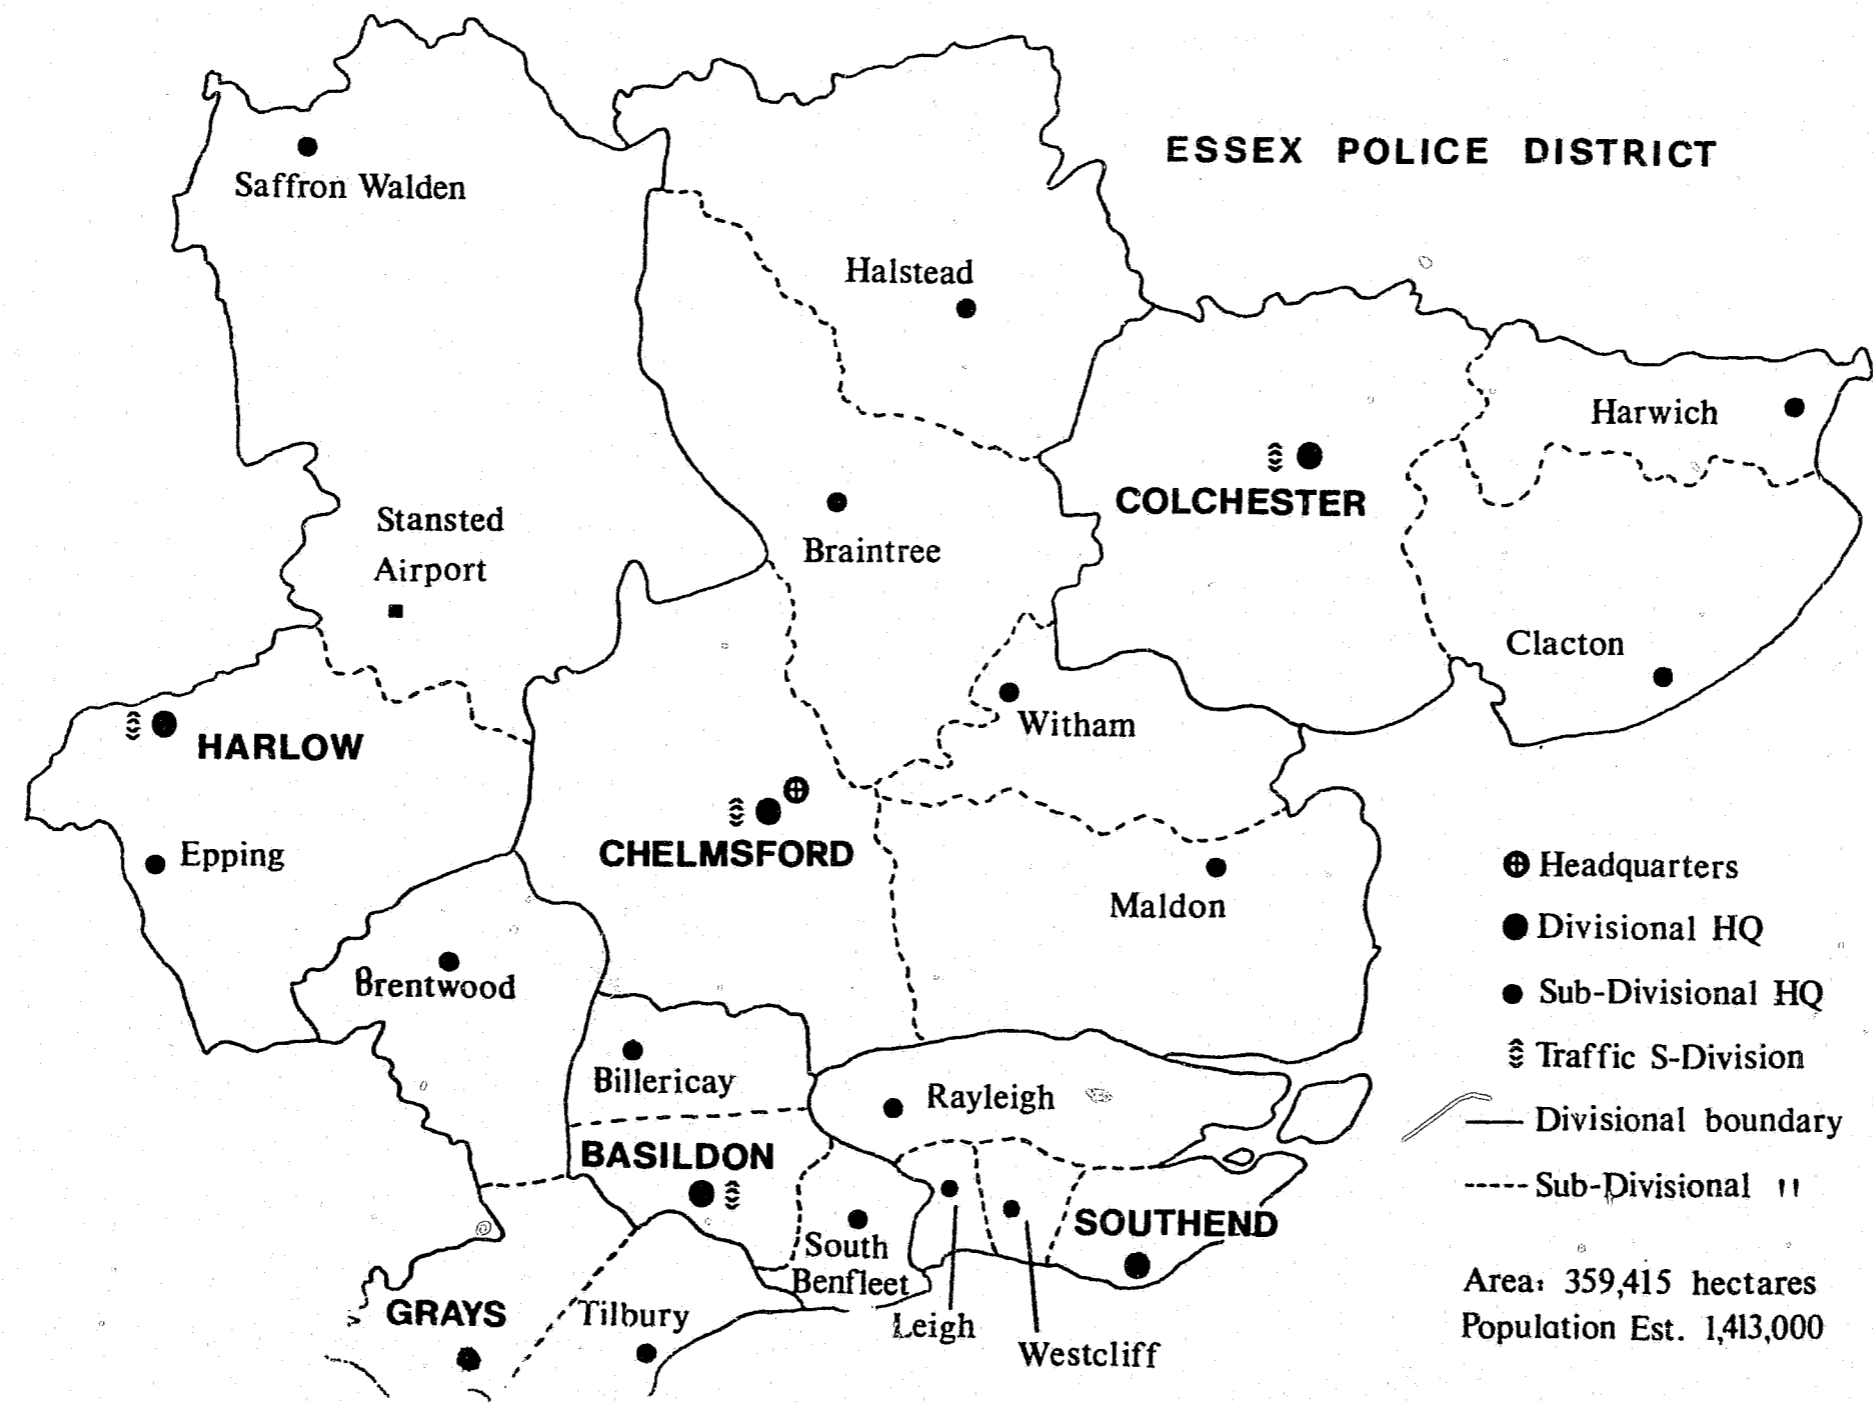 ESSEX POLICE DISTRICT
Saffron Walden
Halstead
Harwich
COLCHESTER
Stansted
Airport
Braintree
Clacton
Witham
HARLOW
CHELMSFORD
Epping
Maldon
Brentwood
Billericay
Rayleigh
BASILDON
SOUTHEND
South
Benfleet
GRAYS
Tilbury
Leigh
Westcliff
Headquarters
Divisional HQ
Sub-Divisional HQ
Traffic S-Division
Divisional boundary
Sub-Divisional "
Area: 359,415 hectares
Population Est. 1,413,000